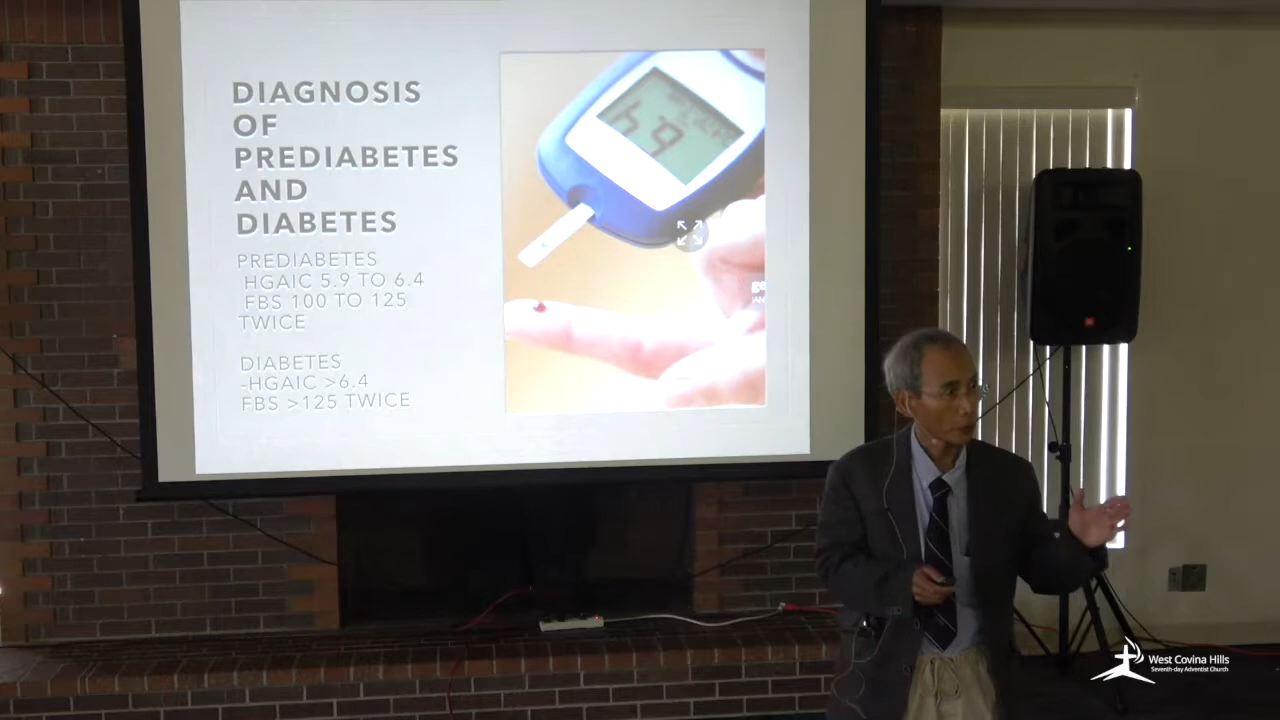 DIAGNOSIS
OF
PREDIABETES
AND
DIABETES
PREDIABETES
HGAIC 5.9 TO 6.4
FBS 100 TO 125
TWICE
DIABETES
-HGAIC >6.4
FBS >125 TWICE
West Covina Hills
Seventh-day Adventist Church